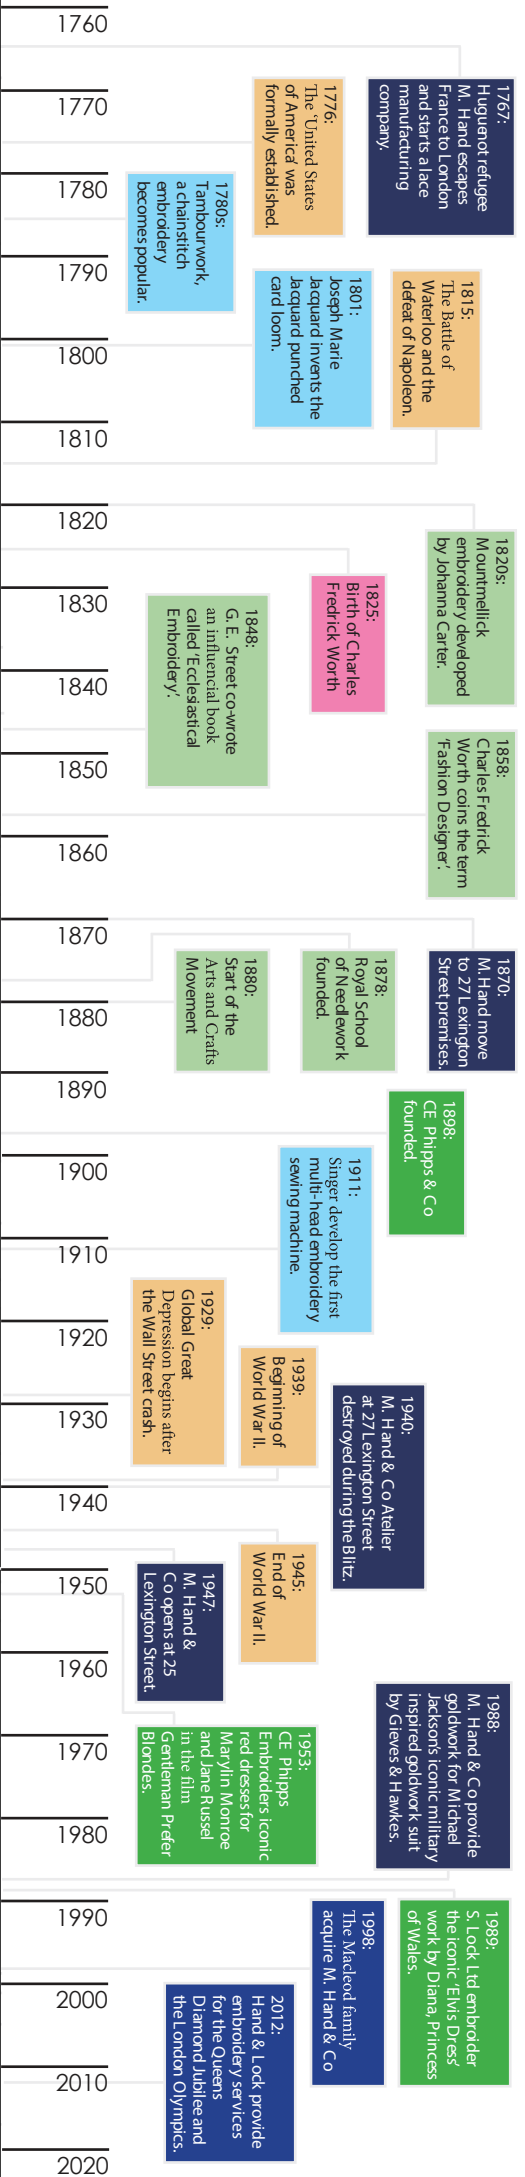 1760
1770
1780
1790
1800
1810
1820
1830
1840
1850
1860
1870
1880
1890
1900
1910
1920
1930
1940
1950
1960
1970
1980
1990
2000
2010
2020
1767:
Huguenot refugee
M. Hand escapes
France to London
and starts a lace
manufacturing
company.
1776:
The ‘United States
of America’ was
formally established.
1780s:
Tambourwork,
a chainstitch
embroidery
becomes popular.
1801:
Joseph Marie
Jacquard invents the
Jacquard punched
card loom.
1815:
The Battle of
Waterloo and the
defeat of Napoleon.
1820s:
Mountmellick
embroidery developed
by Johanna Carter.
1825:
Birth of Charles
Fredrick Worth
1848:
G.E. Street co-wrote
an influential book
called ‘Ecclesiastical
Embroidery’.
1858:
Charles Fredrick
Worth coins the term
‘Fashion Designer’.
1870:
M.Hand move
to 27 Lexington
Street premises.
1878:
Royal School
of Needlework
founded.
1880:
Start of the
Arts and Crafts
Movement
1898:
CE Phipps & Co
founded.
1911:
Singer develop the first
multi-head embroidery
sewing machine.
1929:
Global Great
Depression begins after
the Wall Street crash.
1939:
Beginning of
World War II.
1940:
M. Hand & Co Atelier
at 27 Lexington Street
destroyed during the Blitz.
1945:
End of
World War II.
1947:
M. Hand &
Co opens at 25
Lexington Street.
1953:
CE Phipps
Embroiders iconic
red dresses for
Marylin Monroe
and Jane Russel
in the film
Gentleman Prefer
Blondes.
1988:
M. Hand & Co provide
goldwork for Michael
Jackson's iconic military
inspired goldwork suit
by Gieves & Hawkes.
1989:
S. Lock Ltd embroider
the iconic ‘Elvis Dress’
work by Diana, Princess
of Wales.
1998:
The Macleod family
acquire M. Hand & Co
2012:
Hand & Lock provide
embroidery services
for the Queens
Diamond Jubilee and
the London Olympics.